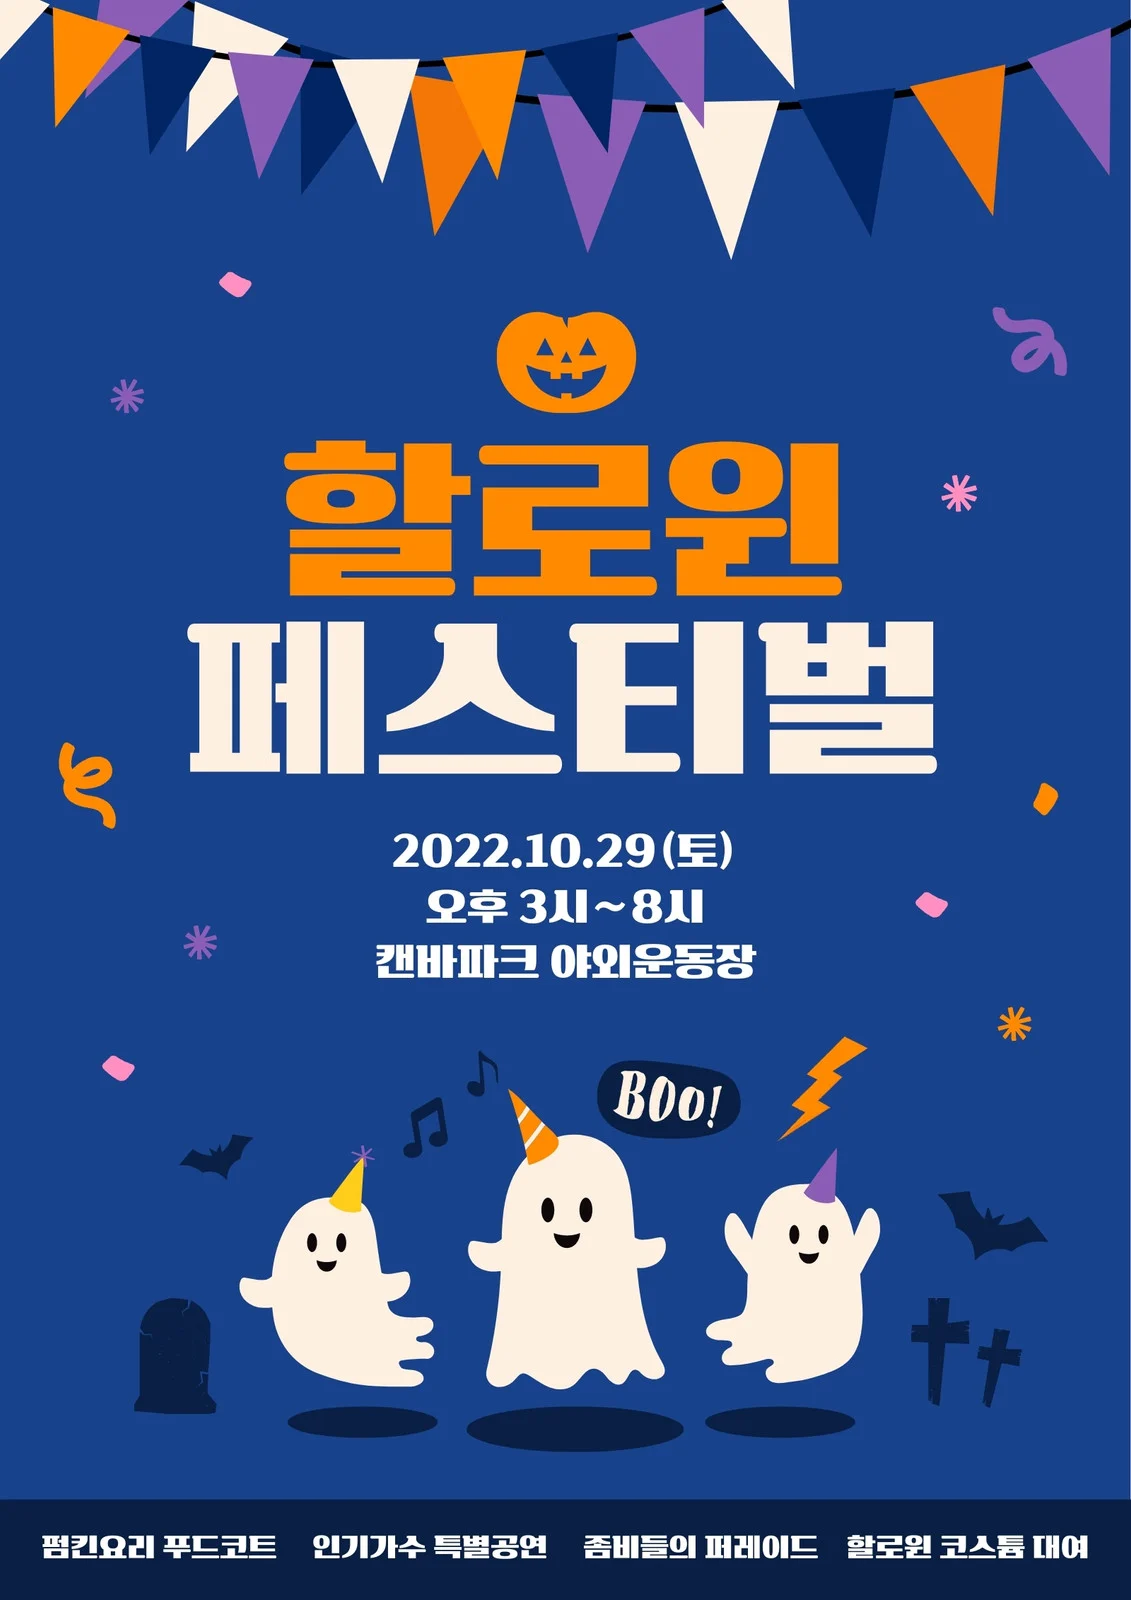 할로윈
페스티벌
2022.10.29(토)
오후 3시~8시
캔바파크 야외운동장
BOo!
펌킨요리 푸드코트 인기가수 특별공연 좀비들의 퍼레이드 할로윈 코스튬 대여